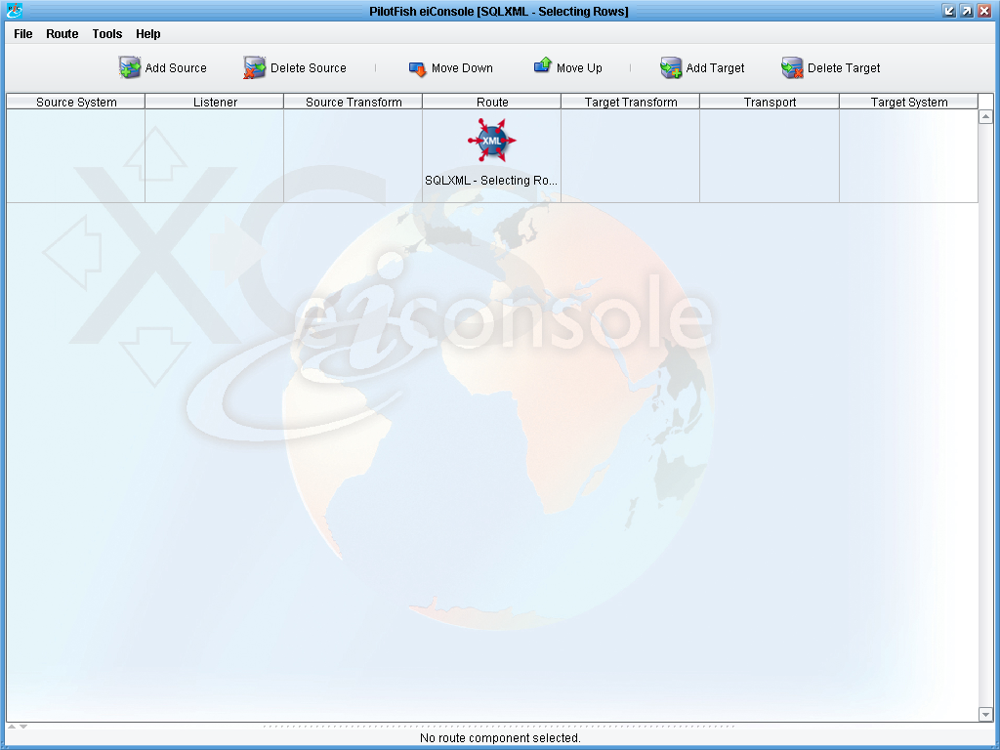 PilotFish eiConsole [SQLXML - Selecting Rows]
File Route Tools Help
Add Source Delete Source Move Down Move Up Add Target Delete Target
Source System Listener Source Transform Route Target Transform Transport Target System
XML
SQLXML - Selecting Ro...
XCS
eiconsole
No route component selected.